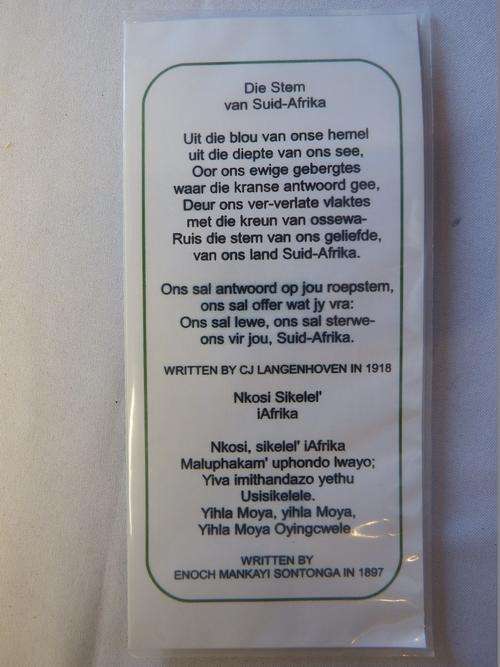 Die Stem
van Suid-Afrika
Uit die blou van onse hemel
uit die diepte van ons see,
Oor ons ewige gebergtes
waar die kranse antwoord gee,
Deur ons ver-verlate vlaktes
met die kreun van ossewa-
Ruis die stem van ons geliefde,
van ons land Suid-Afrika.
Ons sal antwoord op jou roepstem,
ons sal offer wat jy vra:
Ons sal lewe, ons sal sterwe-
ons vir jou, Suid-Afrika.
WRITTEN BY CJ LANGENHOVEN IN 1918
Nkosi Sikelel'
iAfrika
Nkosi, sikelel' iAfrika
Maluphakam' uphondo lwayo;
Yiva imithandazo yethu
Usisikelele.
Yihla Moya, yihla Moya,
Yihla Moya Oyingcwele
WRITTEN BY
ENOCH MANKAYI SONTONGA IN 1897